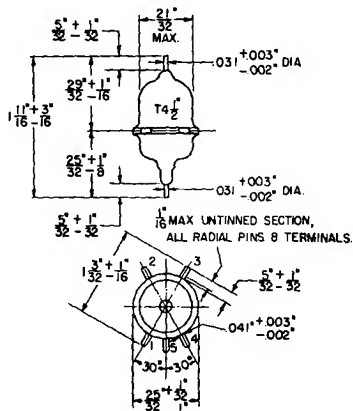 21"
32
MAX.
5" + 1"
32 - 32
.031 +.003"
-.002" DIA
29" + 1"
32 - 16
1 11" + 3"
16 - 16
T4 1/2"
25" + 1"
32 - 8
.031 +.003"
-.002" DIA.
5" + 1"
32 - 32
1/16" MAX UNTINNED SECTION,
ALL RADIAL PINS 8 TERMINALS.
1 3" + 1"
32 - 16
2
3
5" + 1"
32 - 32
.041" +.003"
-.002"
1
5
4
30°
30°
25" + 1"
32 - 32
1"